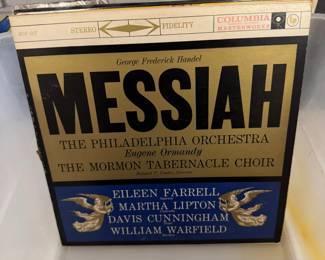 STEREO FIDELITY
COLUMBIA
MASTERWORKS
George Frederick Handel
MESSIAH
THE PHILADELPHIA ORCHESTRA
Eugene Ormandy
THE MORMON TABERNACLE CHOIR
EILEEN FARRELL
MARTHA LIPTON
DAVIS CUNNINGHAM
WILLIAM WARFIELD